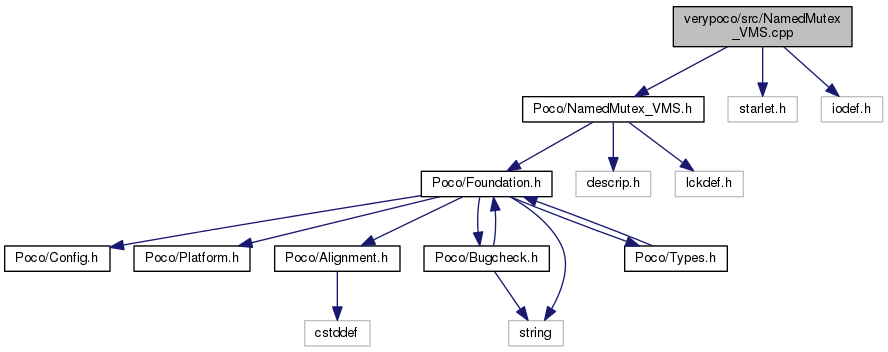 verypoco/src/NamedMutex
_VMS.cpp
Poco/NamedMutex_VMS.h
starlet.h
iodef.h
Poco/Foundation.h
descrip.h
lckdef.h
Poco/Config.h
Poco/Platform.h
Poco/Alignment.h
Poco/Bugcheck.h
Poco/Types.h
cstddef
string